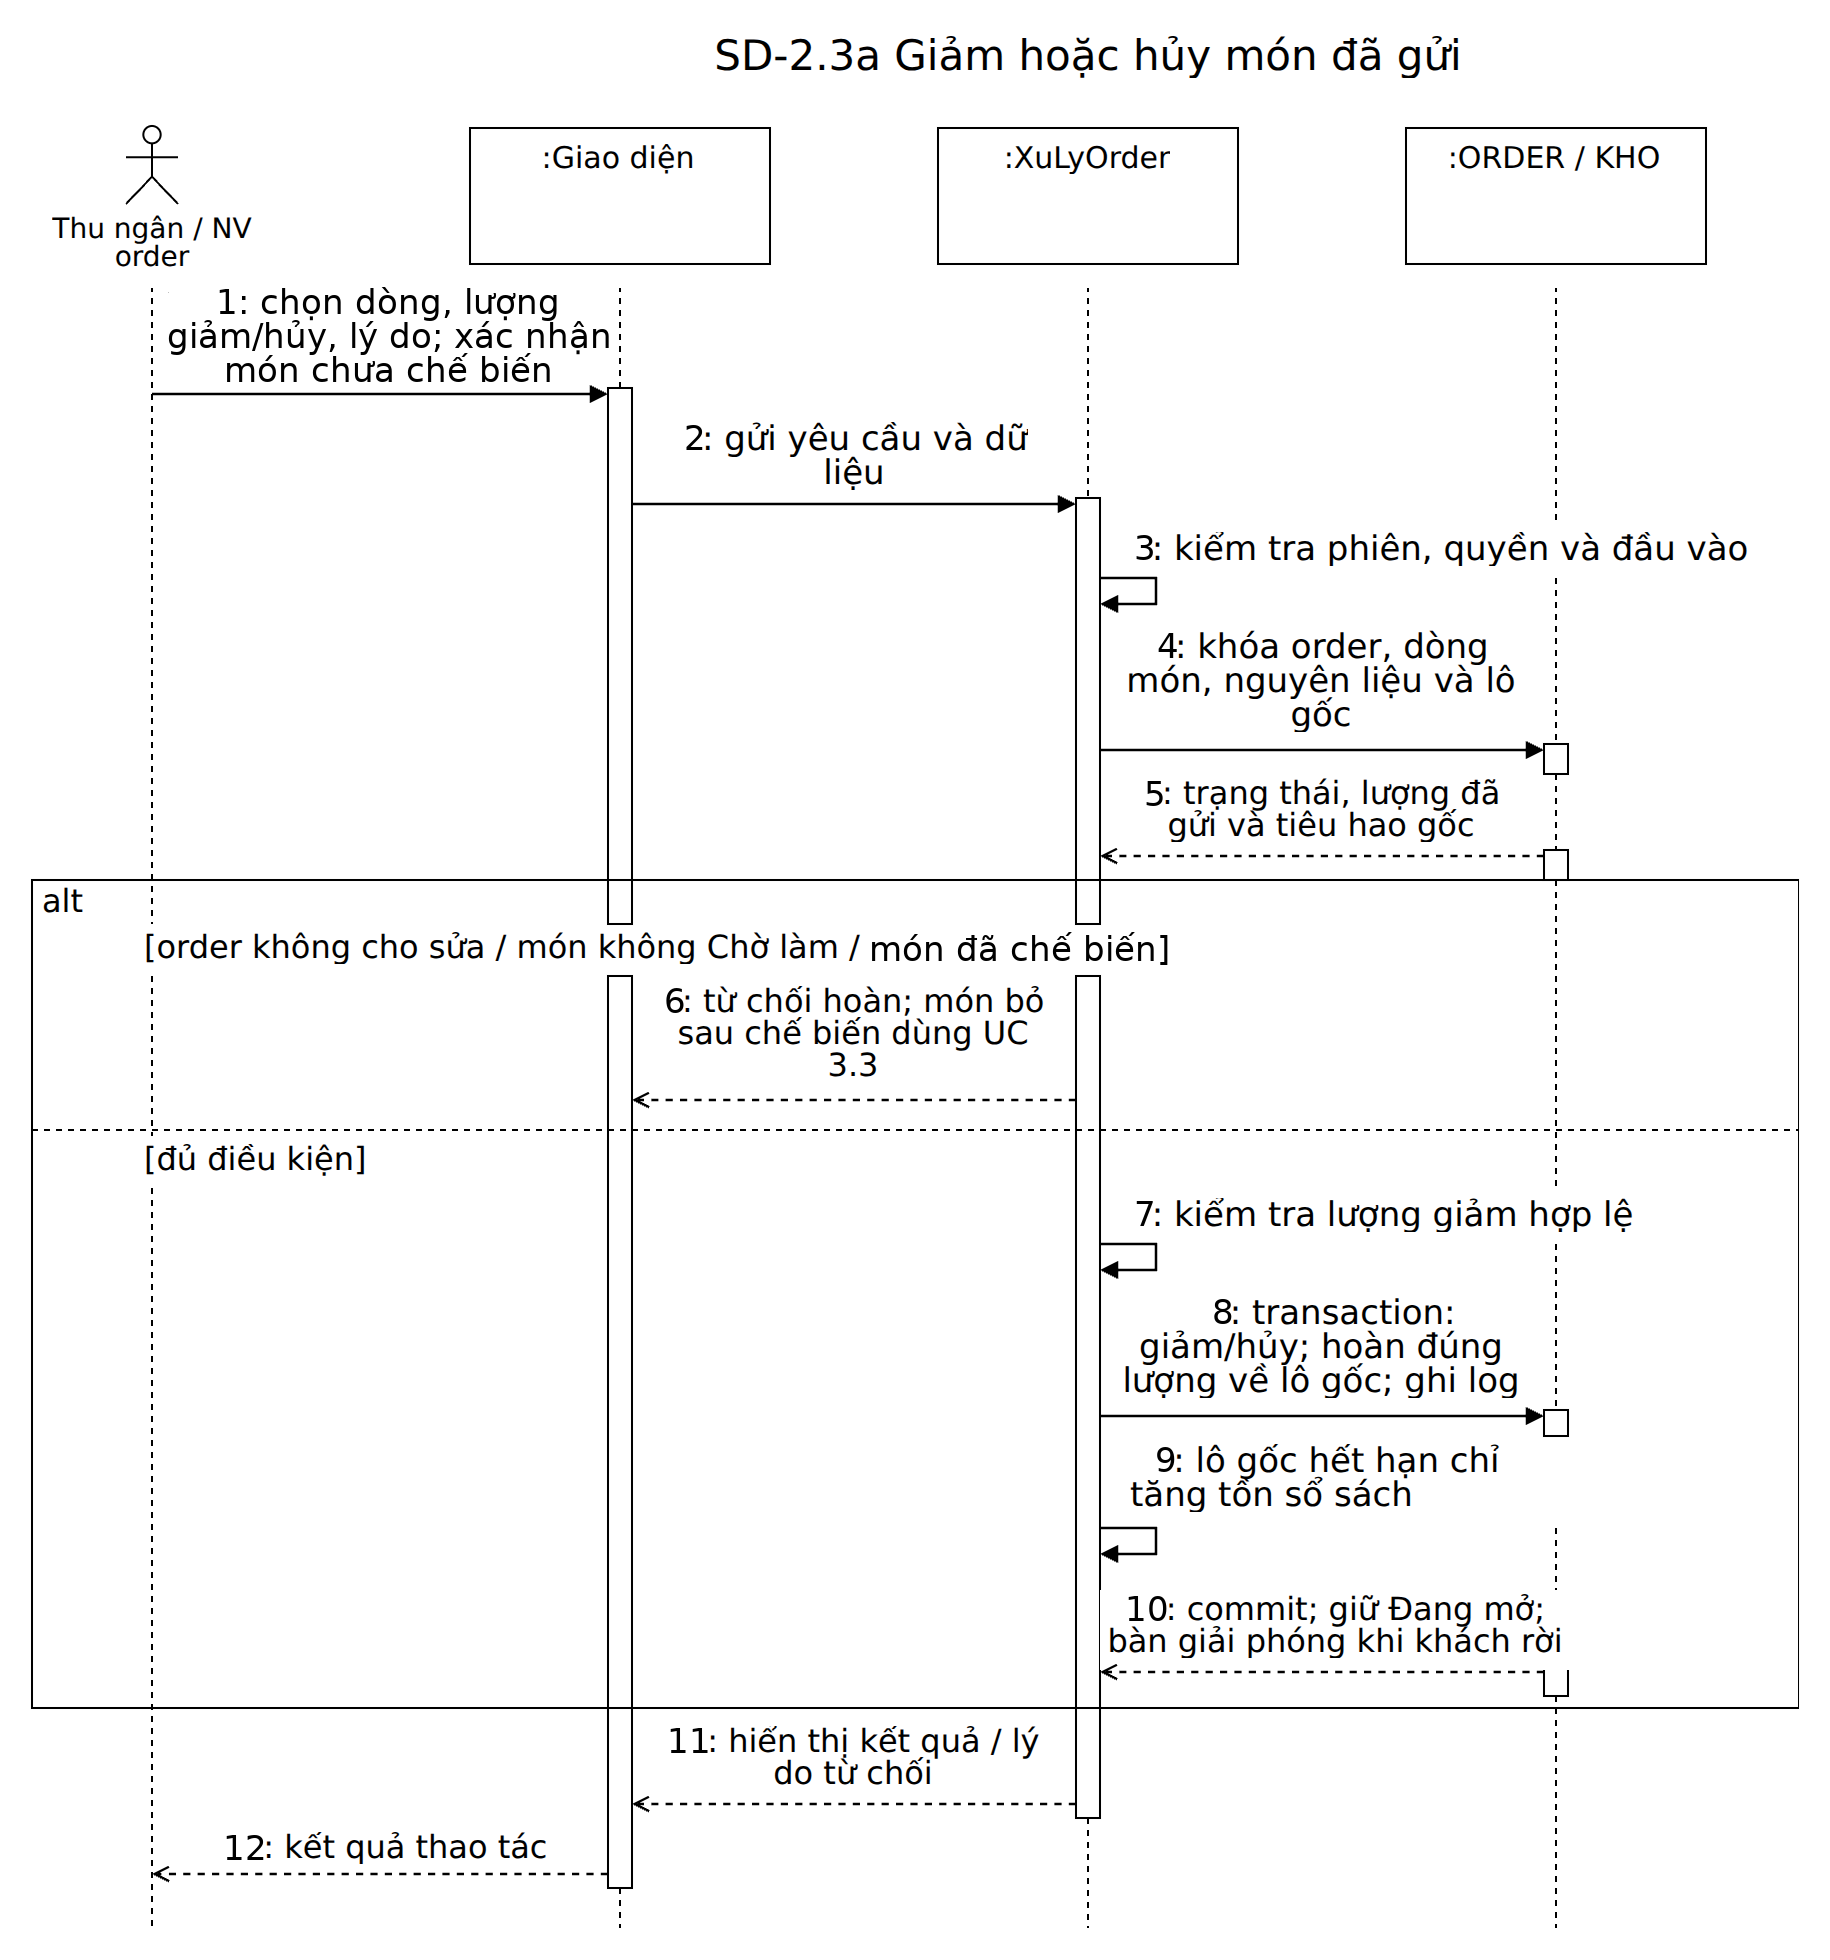 SD-2.3a Giảm hoặc hủy món đã gửi
Thu ngân / NV
order
:Giao diện
:XuLyOrder
:ORDER / KHO
1: chọn dòng, lượng
giảm/hủy, lý do; xác nhận
món chưa chế biến
2: gửi yêu cầu và dữ
liệu
3: kiểm tra phiên, quyền và đầu vào
4: khóa order, dòng
món, nguyên liệu và lô
gốc
5: trạng thái, lượng đã
gửi và tiêu hao gốc
alt
[order không cho sửa / món không Chờ làm / món đã chế biến]
6: từ chối hoàn; món bỏ
sau chế biến dùng UC
3.3
[đủ điều kiện]
7: kiểm tra lượng giảm hợp lệ
8: transaction:
giảm/hủy; hoàn đúng
lượng về lô gốc; ghi log
9: lô gốc hết hạn chỉ
tăng tồn sổ sách
10: commit; giữ Đang mở;
bàn giải phóng khi khách rời
11: hiển thị kết quả / lý
do từ chối
12: kết quả thao tác